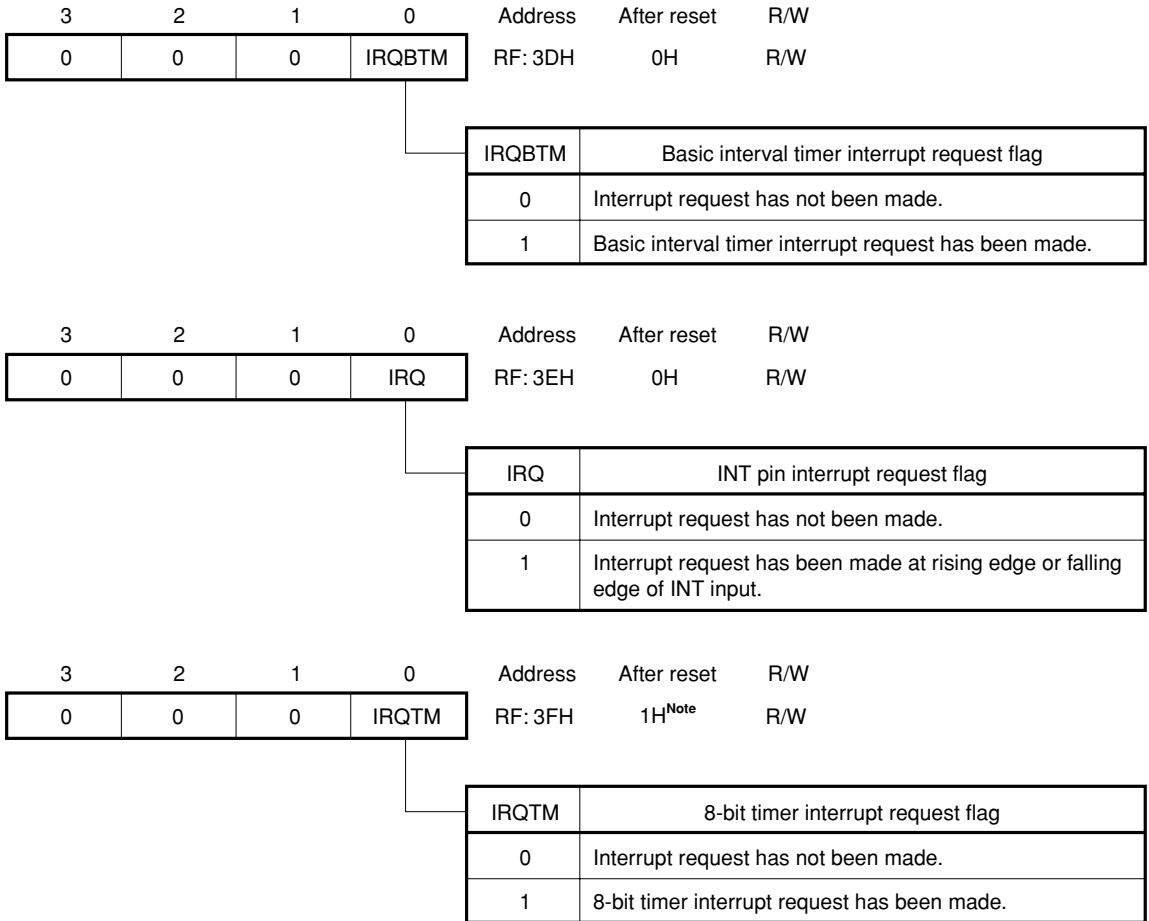 3 2 1 0 Address After reset R/W
0 0 0 IRQBTM RF: 3DH 0H R/W
IRQBTM Basic interval timer interrupt request flag
0 Interrupt request has not been made.
1 Basic interval timer interrupt request has been made.
3 2 1 0 Address After reset R/W
0 0 0 IRQ RF: 3EH 0H R/W
IRQ INT pin interrupt request flag
0 Interrupt request has not been made.
1 Interrupt request has been made at rising edge or falling
edge of INT input.
3 2 1 0 Address After reset R/W
0 0 0 IRQTM RF: 3FH 1HNote R/W
IRQTM 8-bit timer interrupt request flag
0 Interrupt request has not been made.
1 8-bit timer interrupt request has been made.